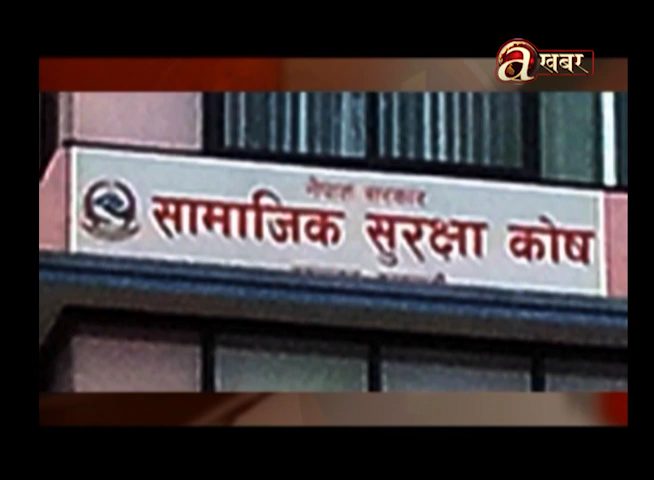 a खबर
नेपाल सरकार
सामाजिक सुरक्षा कोष